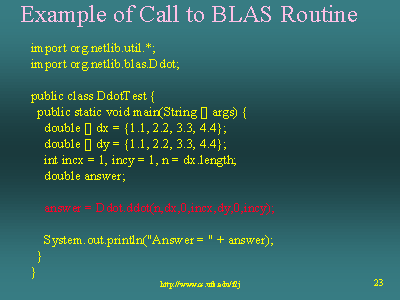 Example of Call to BLAS Routine
import org.netlib.util.*;
import org.netlib.blas.Ddot;
public class DdotTest {
public static void main(String [] args) {
double [] dx = {1.1, 2.2, 3.3, 4.4};
double [] dy = {1.1, 2.2, 3.3, 4.4};
int incx = 1, incy = 1, n = dx.length;
double answer;
answer = Ddot.ddot(n,dx,0,incx,dy,0,incy);
System.out.println("Answer = " + answer);
}
}
http://www.cs.utk.edu/f2j
23